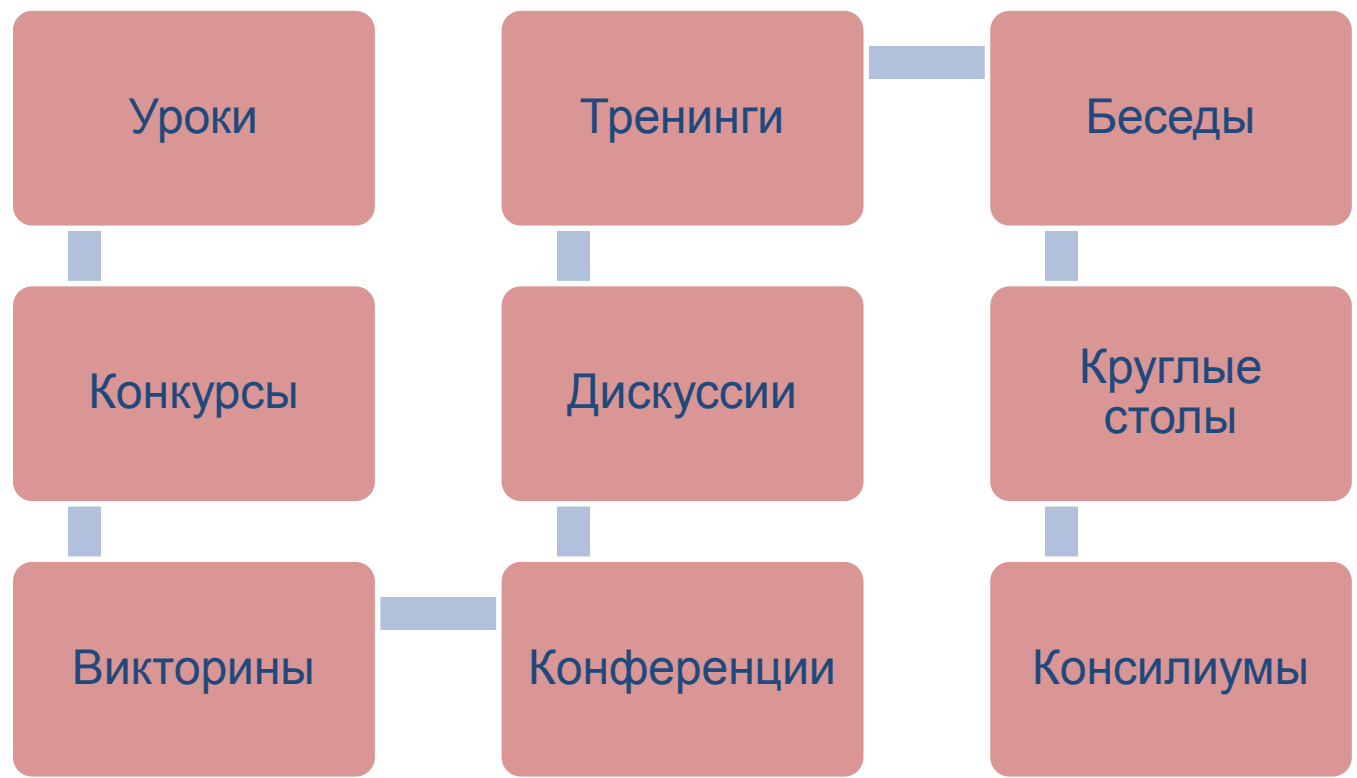 Уроки
Конкурсы
Викторины
Конференции
Дискуссии
Тренинги
Беседы
Круглые
столы
Консилиумы